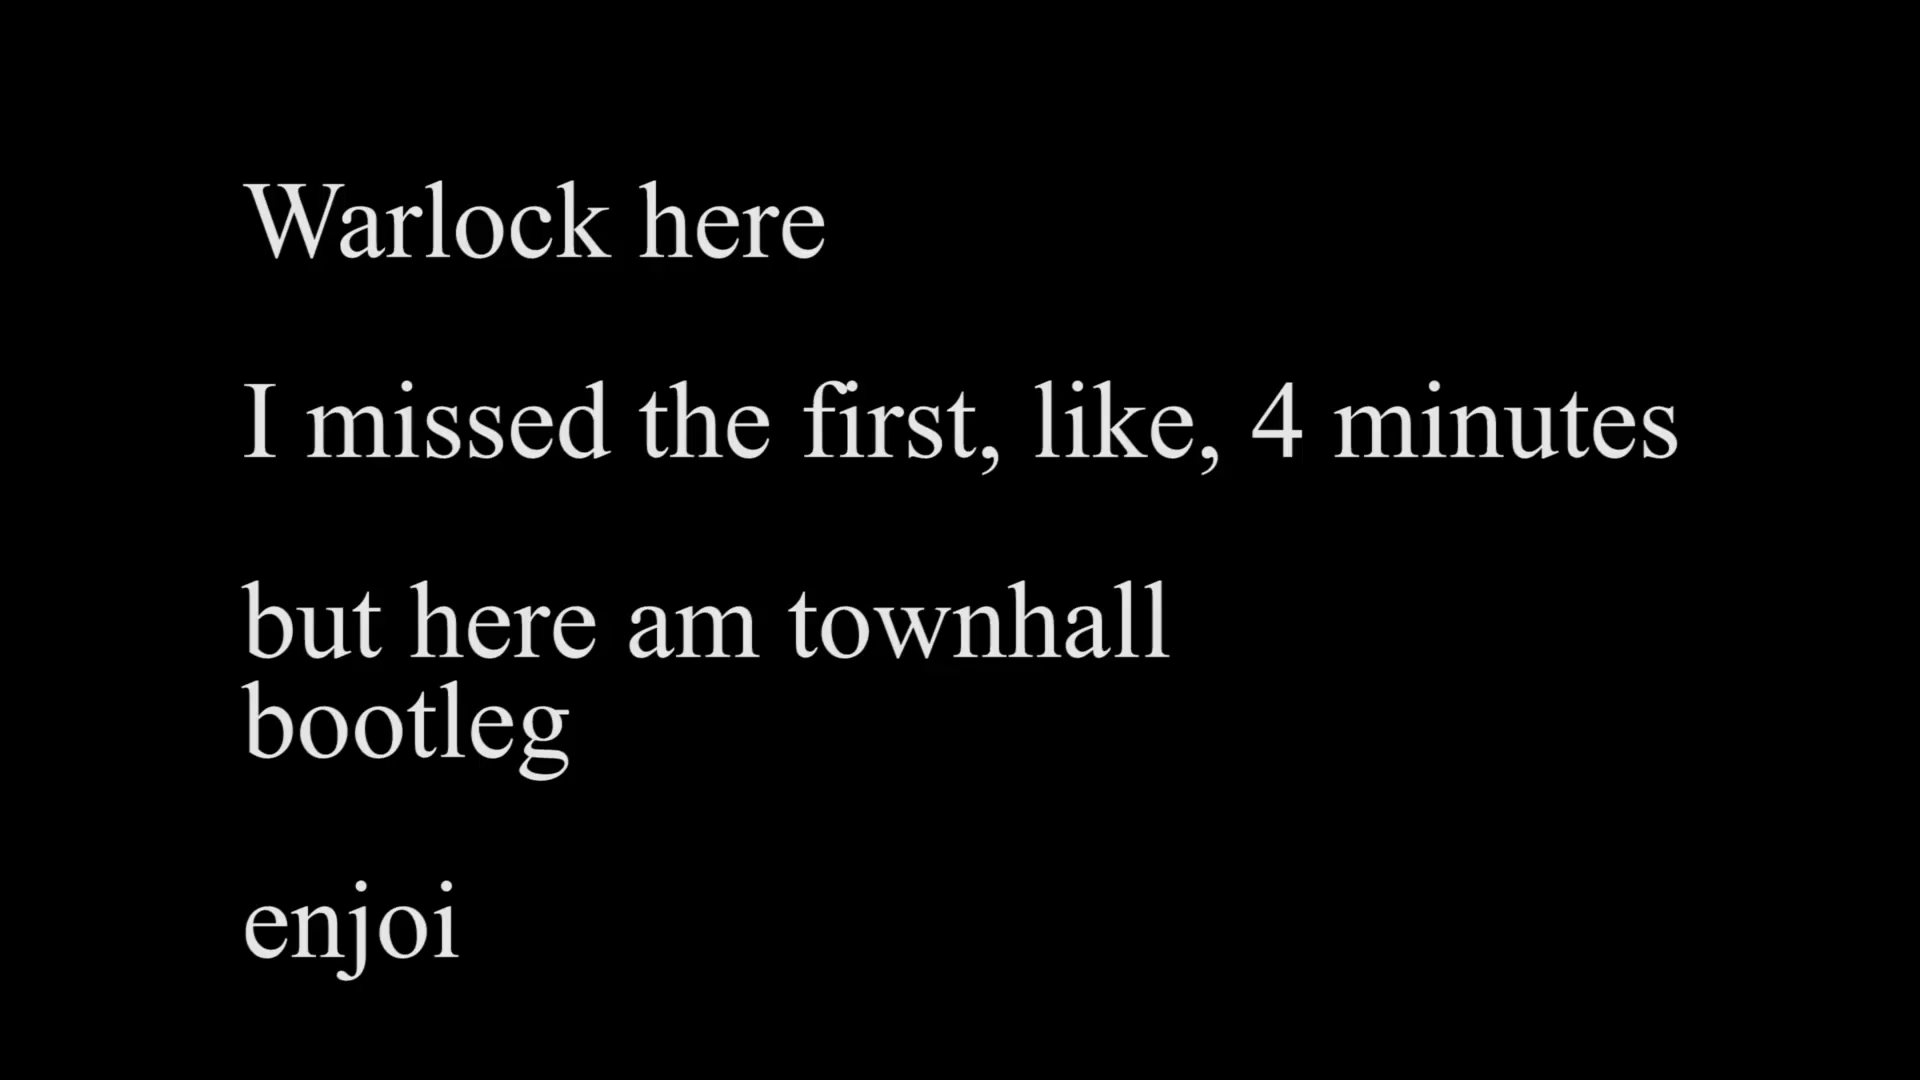 Warlock here
I missed the first, like, 4 minutes
but here am townhall
bootleg
enjoi